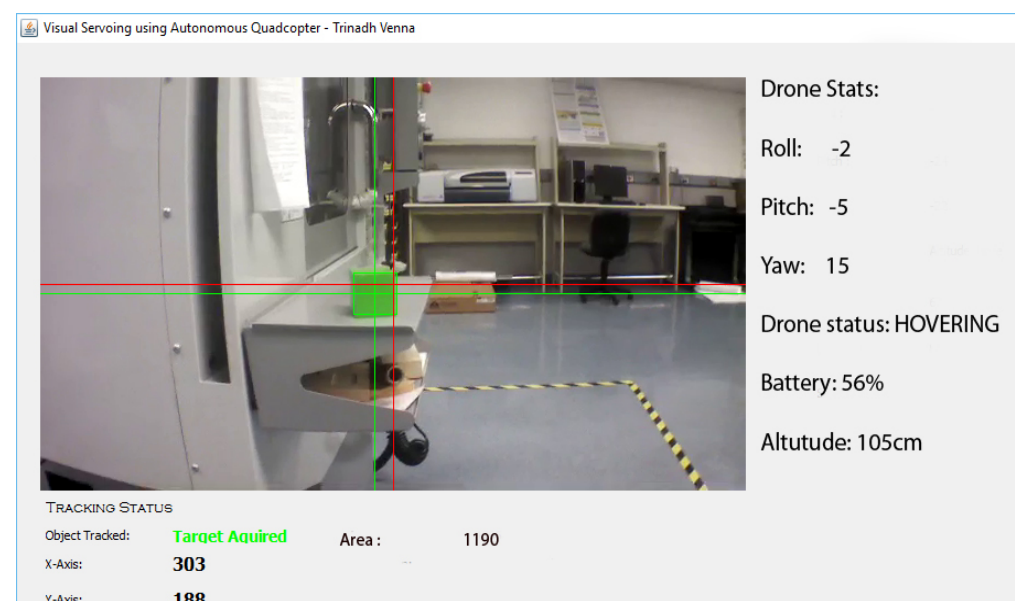 Visual Servoing using Autonomous Quadcopter - Trinadh Venna
Drone Stats:
Roll: -2
Pitch: -5
Yaw: 15
Drone status: HOVERING
Battery: 56%
Altutude: 105cm
Tracking Status
Object Tracked: Target Aquired Area : 1190
X-Axis: 303
Y-Axis: 188